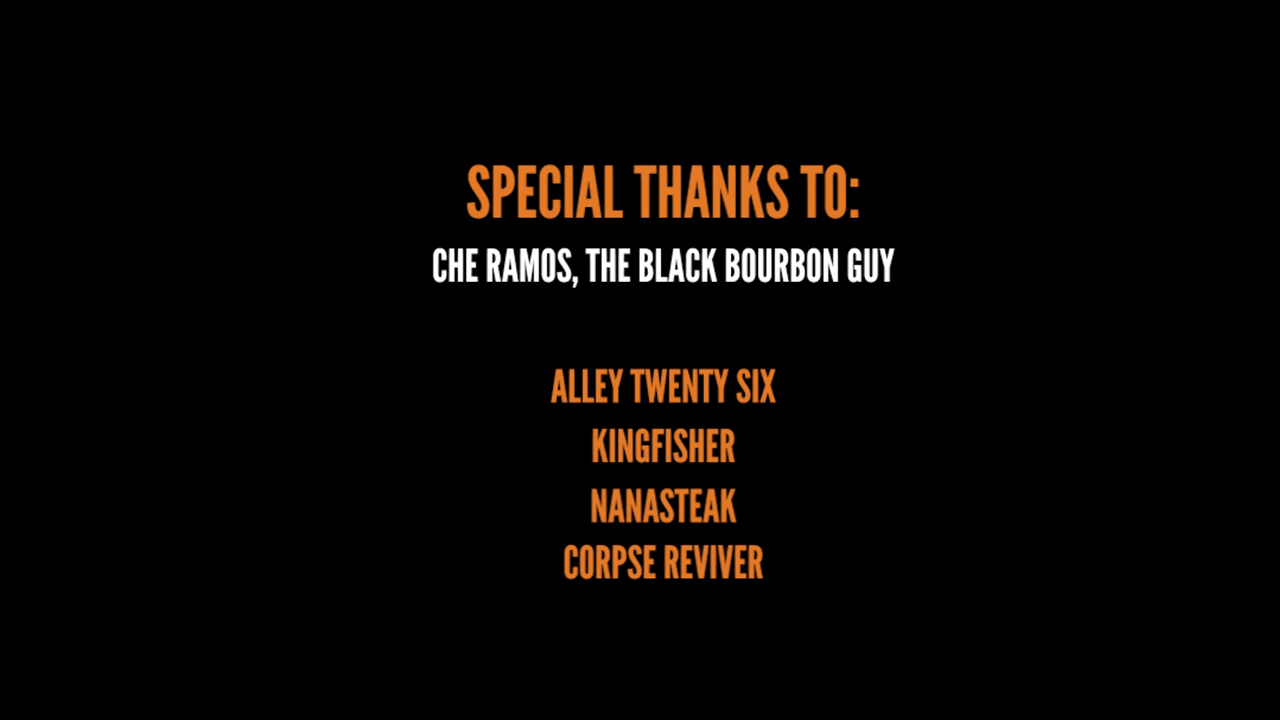 SPECIAL THANKS TO:
CHE RAMOS, THE BLACK BOURBON GUY
ALLEY TWENTY SIX
KINGFISHER
NANASTEAK
CORPSE REVIVER